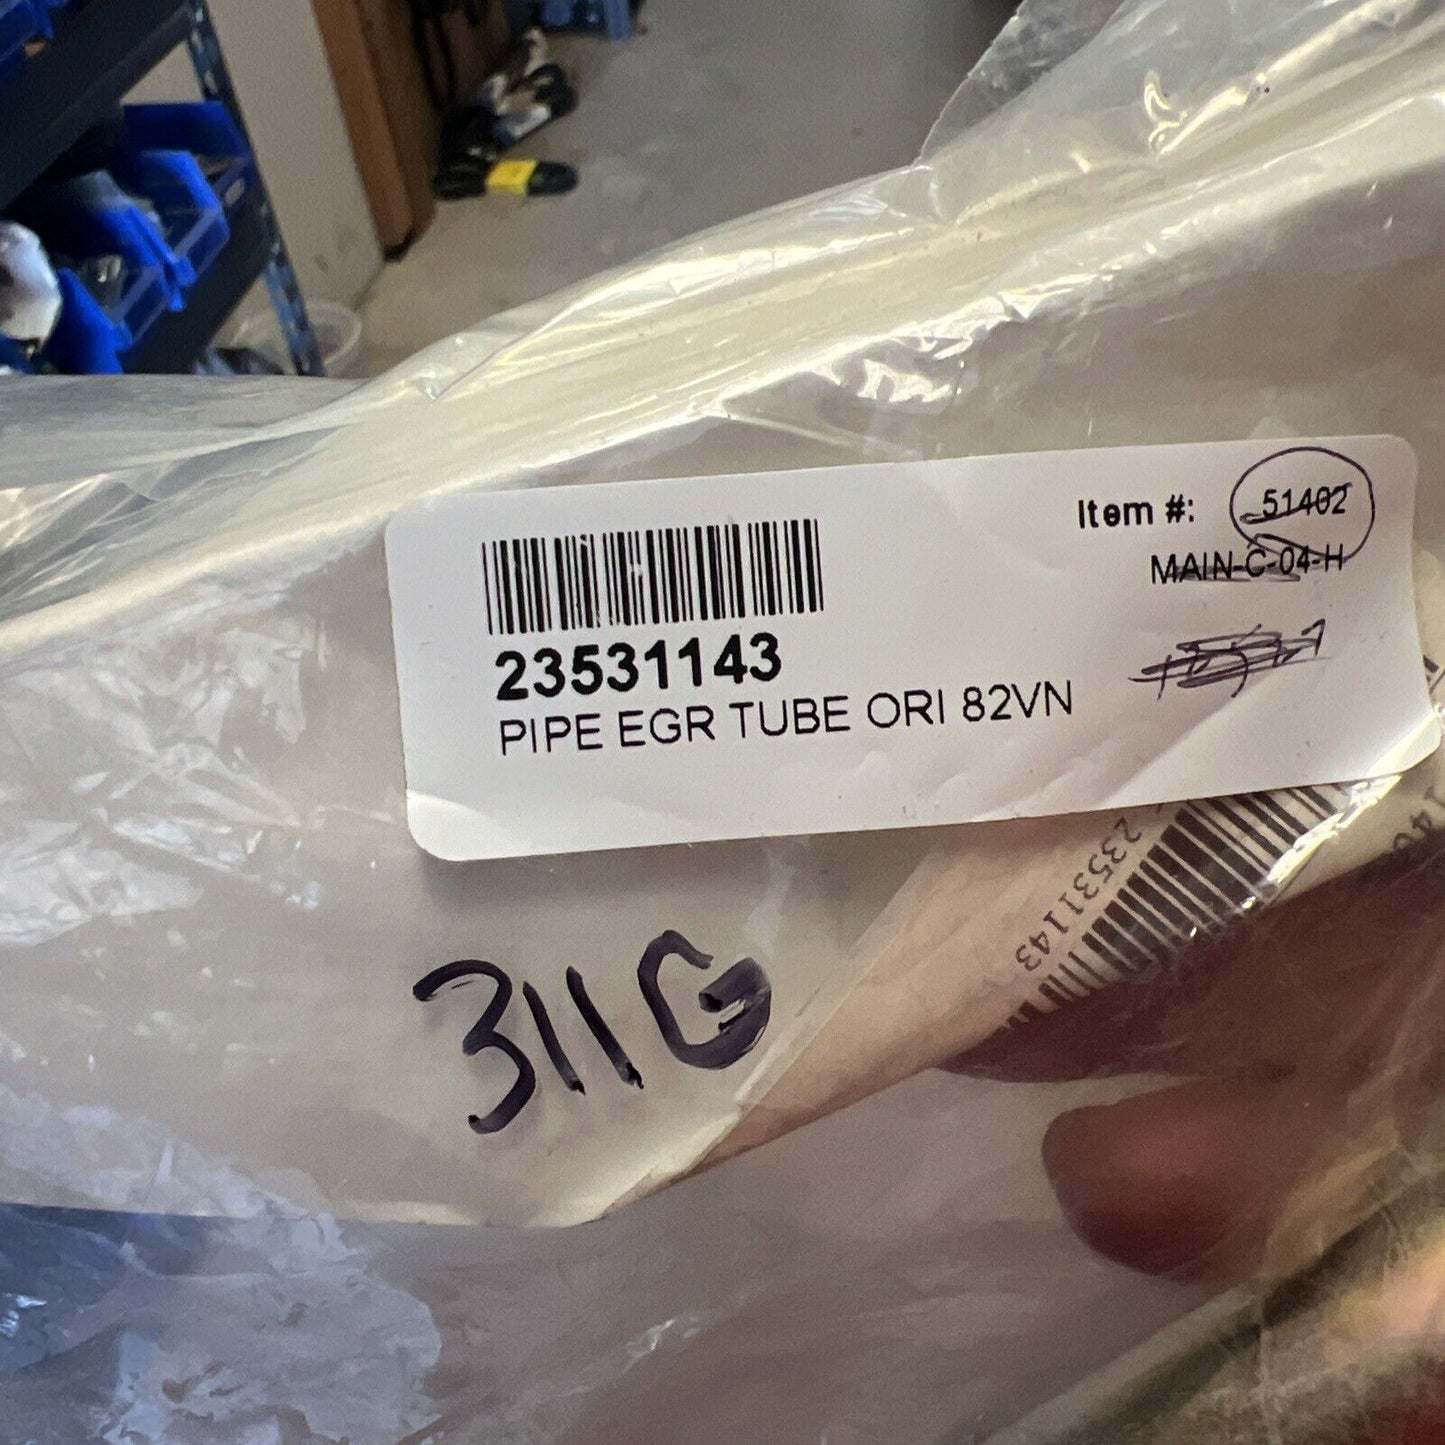 Item #: 51402
MAIN-C-04-H
23531143
PIPE EGR TUBE ORI 82VN
23531143
311G